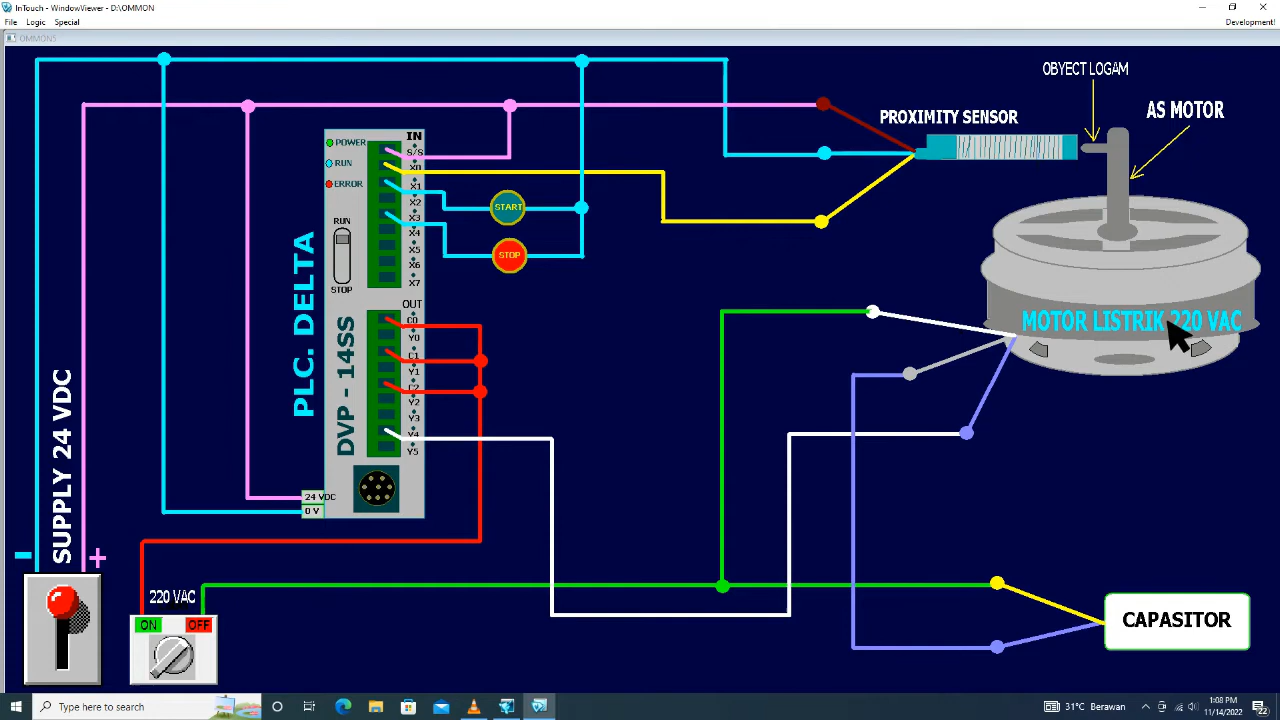 InTouch - WindowViewer - D:\OMMON
File Logic Special
Development!
OMMONS
OBYECT LOGAM
AS MOTOR
PROXIMITY SENSOR
IN
POWER
RUN
ERROR
S/S
X0
X1
X2
X3
X4
X5
X6
X7
RUN
STOP
START
STOP
PLC. DELTA
DVP - 14SS
OUT
C0
Y0
C1
Y1
C2
Y2
Y3
Y4
Y5
MOTOR LISTRIK 220 VAC
SUPPLY 24 VDC
24 VDC
0 V
- +
220 VAC
ON OFF
CAPASITOR
Type here to search
31°C Berawan
1:08 PM
11/14/2022
22